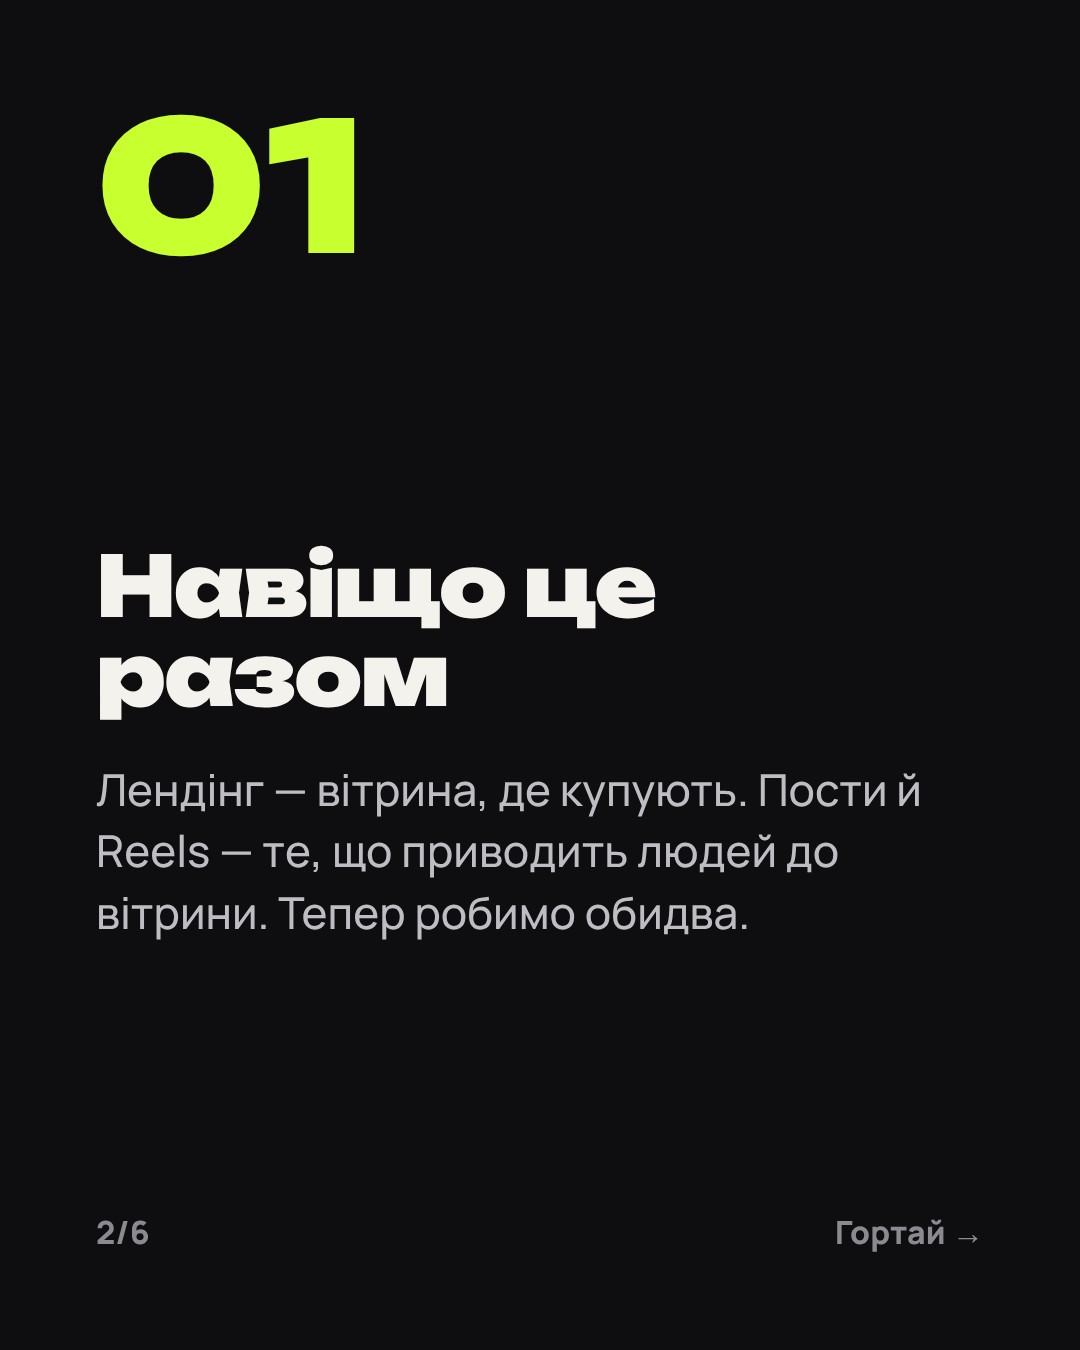 01
Навіщо це
разом
Лендінг — вітрина, де купують. Пости й
Reels — те, що приводить людей до
вітрини. Тепер робимо обидва.
2/6
Гортай →